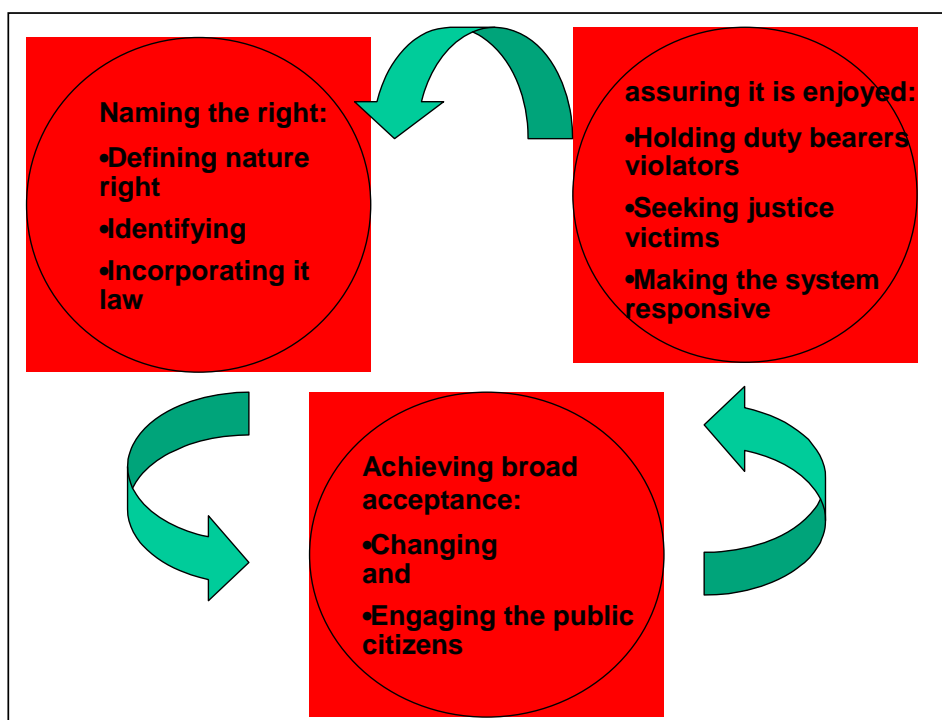 Naming the right:
•Defining nature
right
•Identifying
•Incorporating it
law
assuring it is enjoyed:
•Holding duty bearers
violators
•Seeking justice
victims
•Making the system
responsive
Achieving broad
acceptance:
•Changing
and
•Engaging the public
citizens